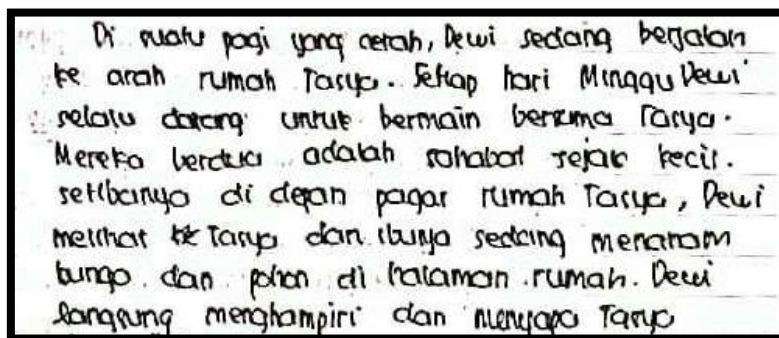 Di suatu pagi yang cerah, Dewi sedang berjalan
ke arah rumah Tasya. Setiap hari Minggu Dewi
selalu datang untuk bermain bersama Tasya.
Mereka berdua adalah sahabat sejak kecil.
setibanya di depan pagar rumah Tasya, Dewi
melihat Tasya dan ibunya sedang menanam
bunga dan pohon di halaman rumah. Dewi
langsung menghampiri dan menyapa Tasya